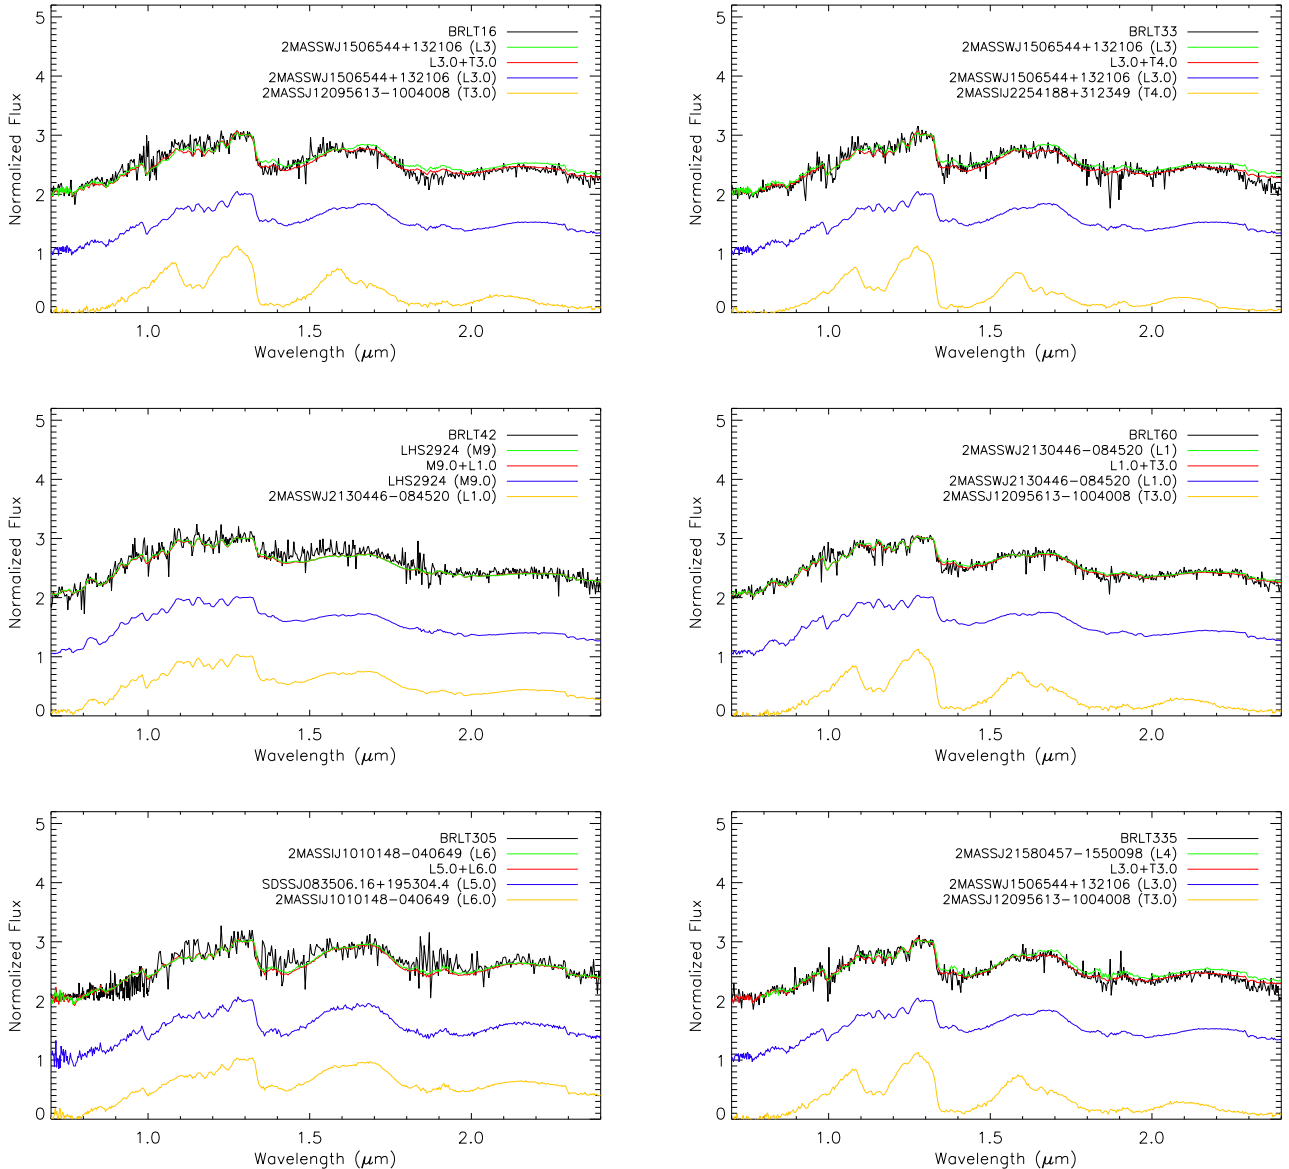 BRLT16
2MASSWJ1506544+132106 (L3)
L3.0+T3.0
2MASSWJ1506544+132106 (L3.0)
2MASSJ12095613-1004008 (T3.0)
5
4
3
2
1
0
Normalized Flux
1.0 1.5 2.0
Wavelength (μm)
BRLT33
2MASSWJ1506544+132106 (L3)
L3.0+T4.0
2MASSWJ1506544+132106 (L3.0)
2MASSIJ2254188+312349 (T4.0)
5
4
3
2
1
0
Normalized Flux
1.0 1.5 2.0
Wavelength (μm)
BRLT42
LHS2924 (M9)
M9.0+L1.0
LHS2924 (M9.0)
2MASSWJ2130446-084520 (L1.0)
5
4
3
2
1
0
Normalized Flux
1.0 1.5 2.0
Wavelength (μm)
BRLT60
2MASSWJ2130446-084520 (L1)
L1.0+T3.0
2MASSWJ2130446-084520 (L1.0)
2MASSJ12095613-1004008 (T3.0)
5
4
3
2
1
0
Normalized Flux
1.0 1.5 2.0
Wavelength (μm)
BRLT305
2MASSIJ1010148-040649 (L6)
L5.0+L6.0
SDSSJ083506.16+195304.4 (L5.0)
2MASSIJ1010148-040649 (L6.0)
5
4
3
2
1
0
Normalized Flux
1.0 1.5 2.0
Wavelength (μm)
BRLT335
2MASSJ21580457-1550098 (L4)
L3.0+T3.0
2MASSWJ1506544+132106 (L3.0)
2MASSJ12095613-1004008 (T3.0)
5
4
3
2
1
0
Normalized Flux
1.0 1.5 2.0
Wavelength (μm)